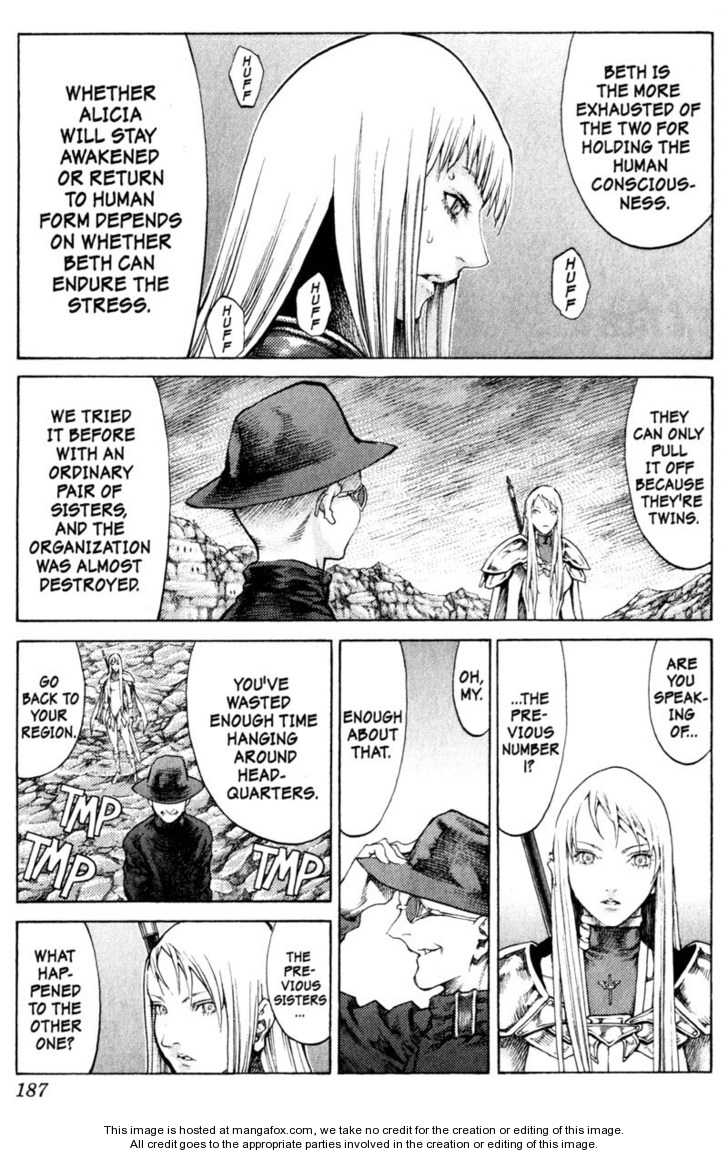 BETH IS
THE MORE
EXHAUSTED OF
THE TWO FOR
HOLDING THE
HUMAN
CONSCIOUS-
NESS.
HUFF
HUFF
HUFF
HUFF
WHETHER
ALICIA
WILL STAY
AWAKENED
OR RETURN
TO HUMAN
FORM DEPENDS
ON WHETHER
BETH CAN
ENDURE THE
STRESS.
THEY
CAN ONLY
PULL
IT OFF
BECAUSE
THEY'RE
TWINS.
WE TRIED
IT BEFORE
WITH AN
ORDINARY
PAIR OF
SISTERS,
AND THE
ORGANIZATION
WAS ALMOST
DESTROYED.
ARE
YOU
SPEAK-
ING
OF...
...THE
PRE-
VIOUS
NUMBER
1?
OH,
MY.
ENOUGH
ABOUT
THAT.
YOU'VE
WASTED
ENOUGH TIME
HANGING
AROUND
HEAD-
QUARTERS.
GO
BACK TO
YOUR
REGION.
TMP
TMP
TMP
THE
PRE-
VIOUS
SISTERS
...
WHAT
HAP-
PENED
TO THE
OTHER
ONE?
187
This image is hosted at mangafox.com, we take no credit for the creation or editing of this image.
All credit goes to the appropriate parties involved in the creation or editing of this image.